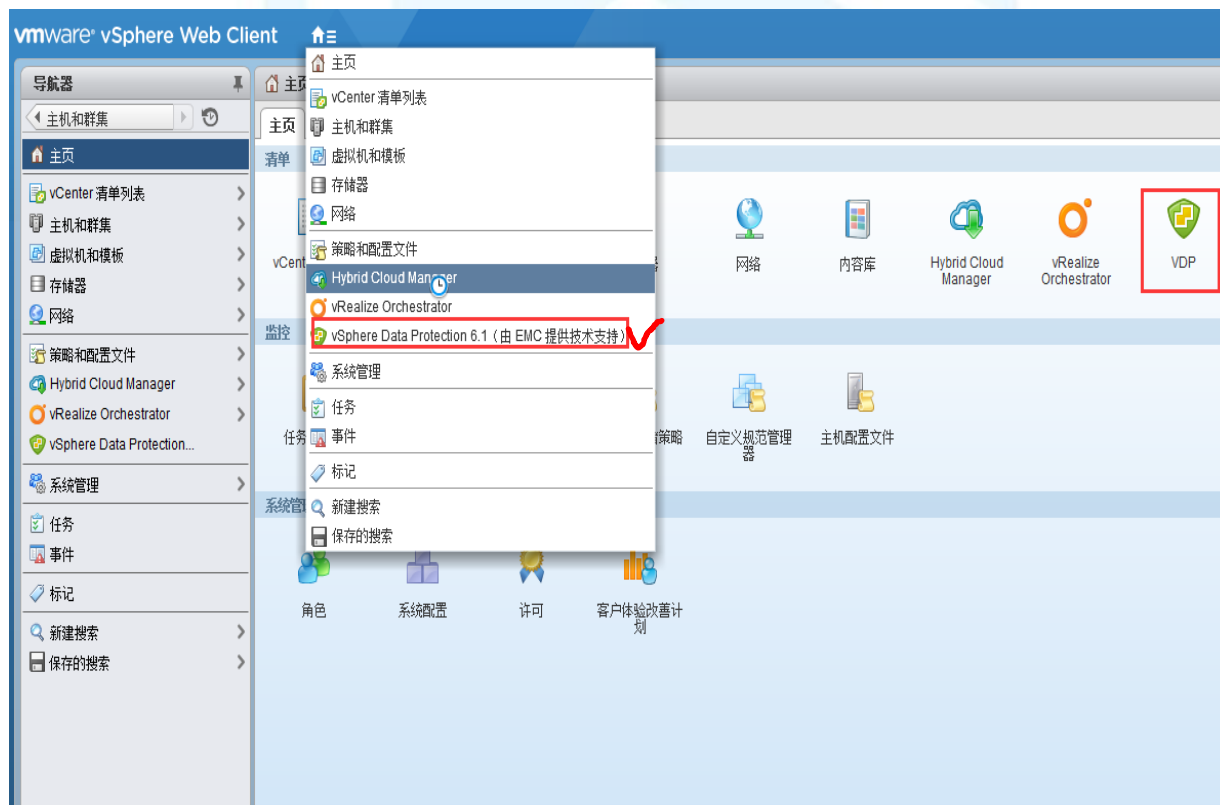 vmware® vSphere Web Client
导航器
主机和群集
主页
vCenter 清单列表
主机和群集
虚拟机和模板
存储器
网络
策略和配置文件
Hybrid Cloud Manager
vRealize Orchestrator
vSphere Data Protection...
系统管理
任务
事件
标记
新建搜索
保存的搜索
主页
vCenter 清单列表
主机和群集
虚拟机和模板
存储器
网络
策略和配置文件
Hybrid Cloud Manager
vRealize Orchestrator
vSphere Data Protection 6.1（由 EMC 提供技术支持）
系统管理
任务
事件
标记
新建搜索
保存的搜索
主页
清单
网络
内容库
Hybrid Cloud
Manager
vRealize
Orchestrator
VDP
监控
策略
自定义规范管理
器
主机配置文件
角色
系统配置
许可
客户体验改善计
划